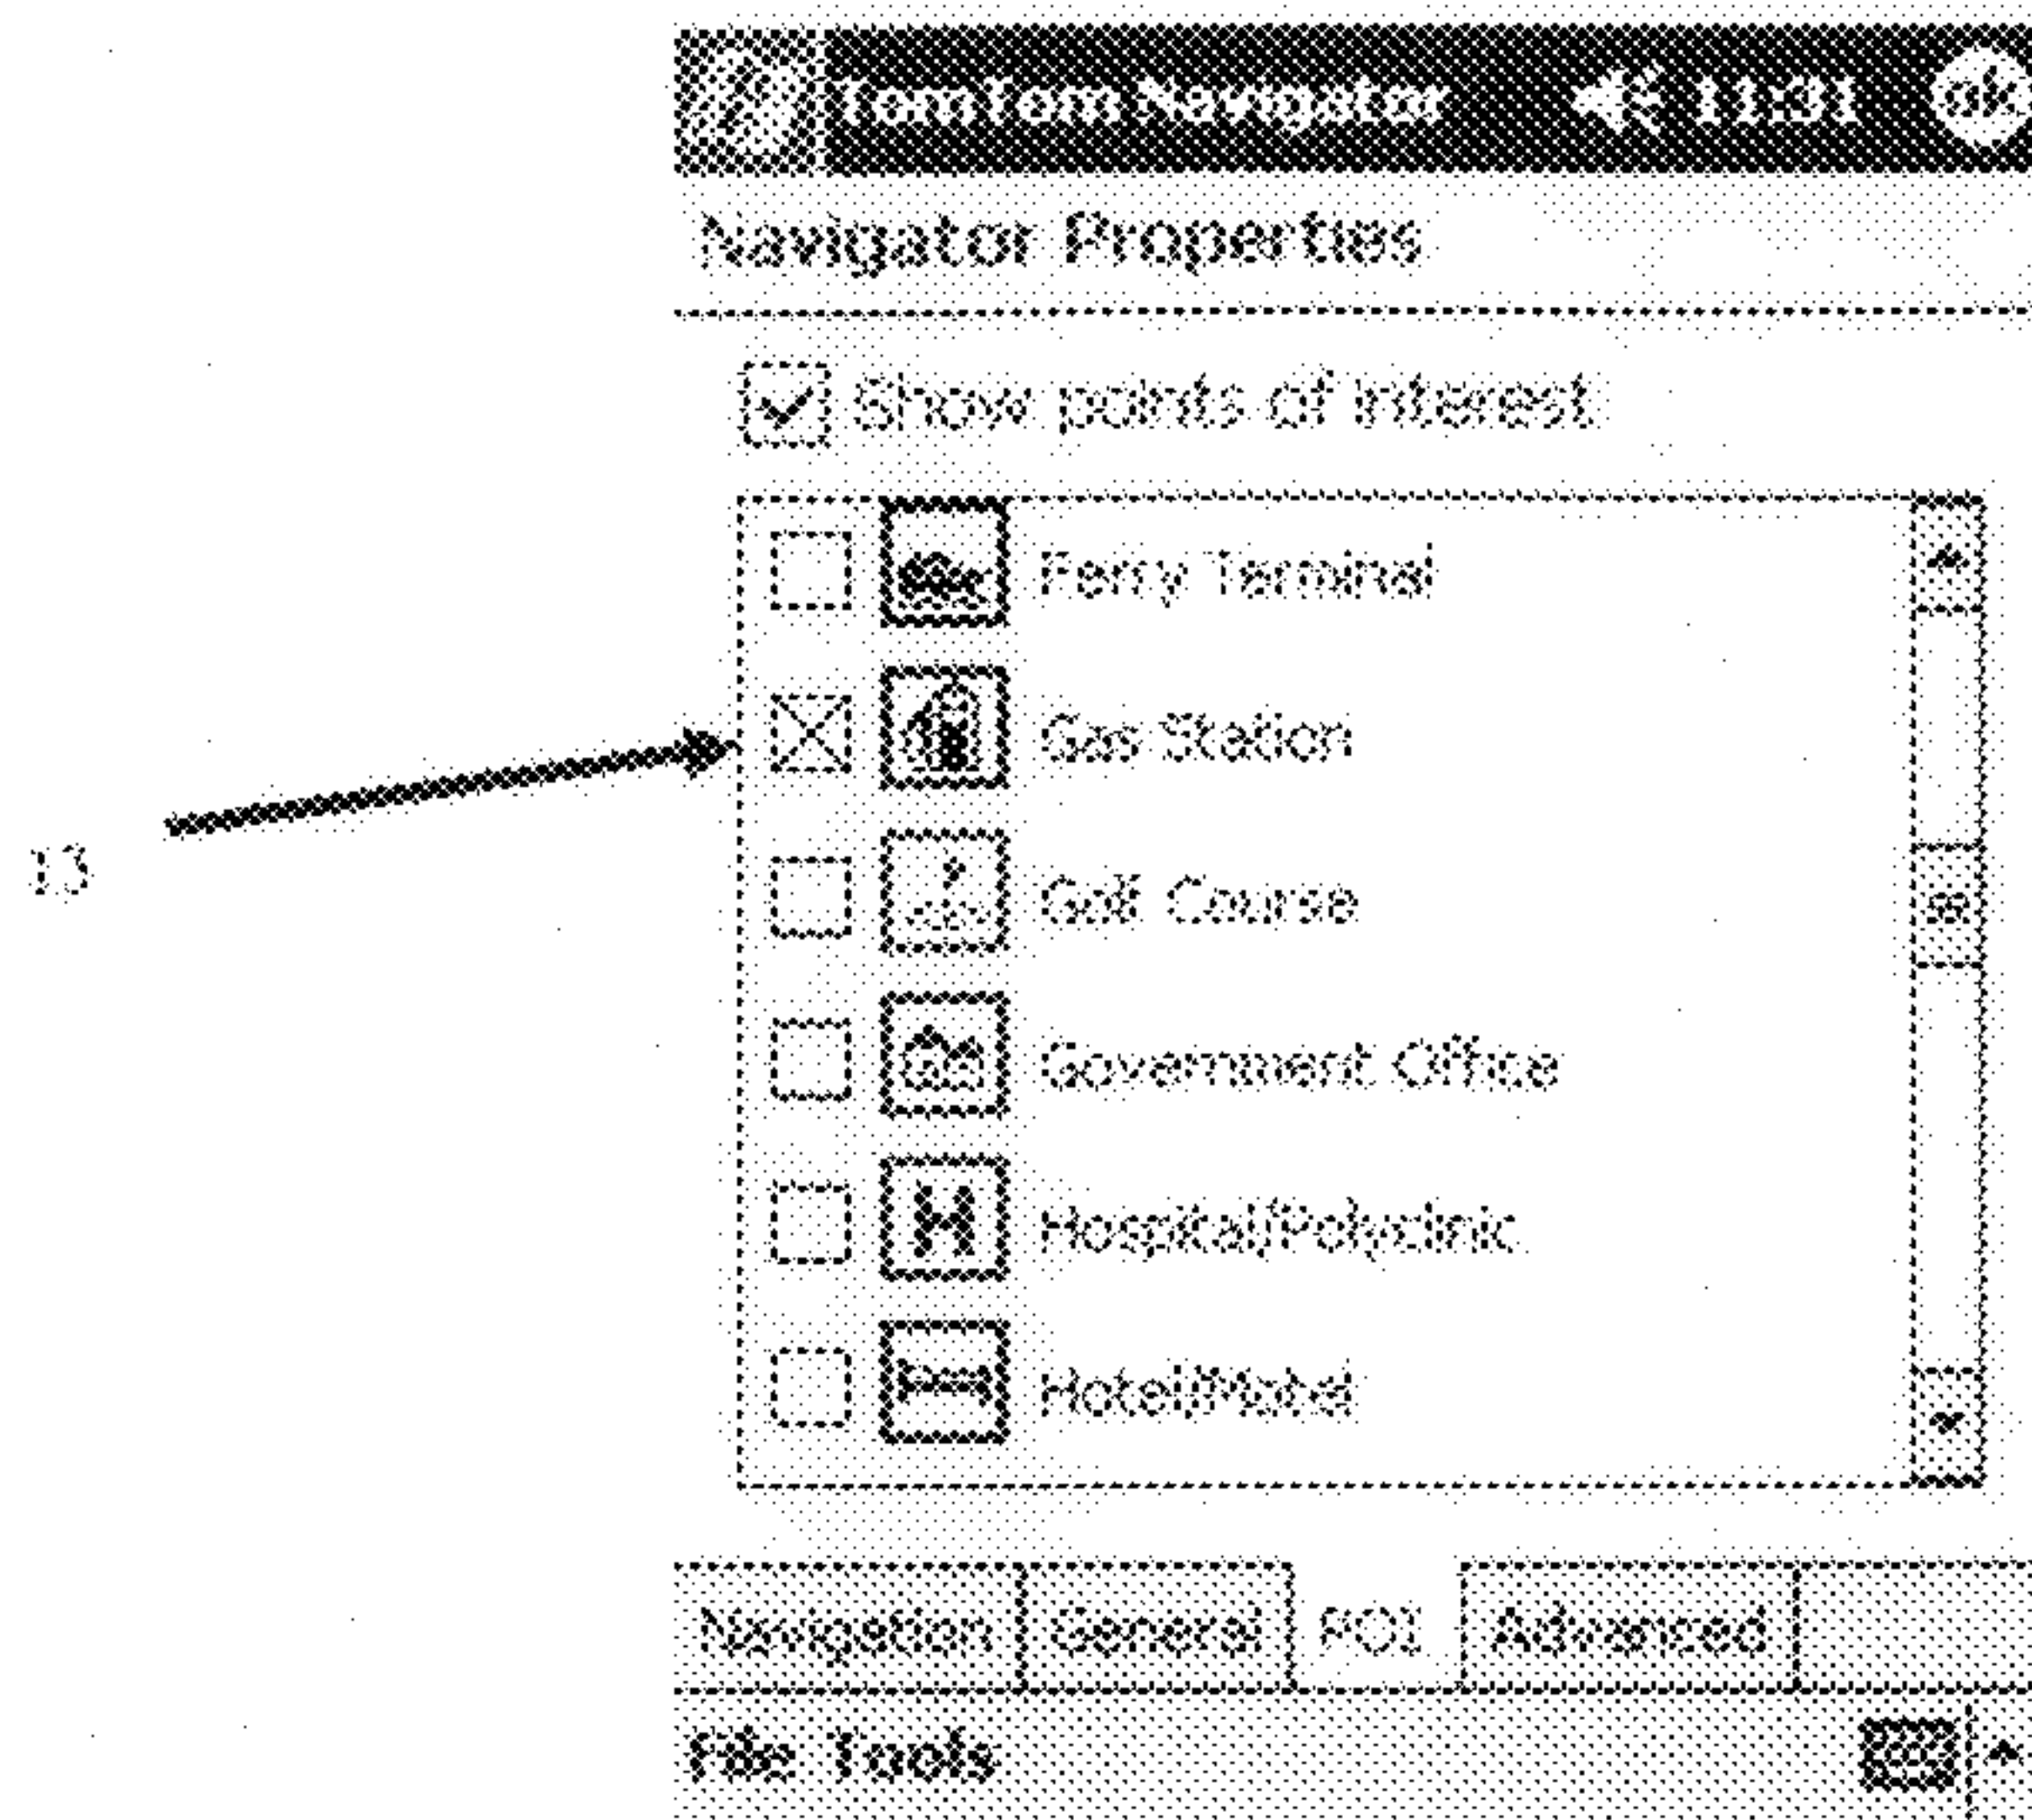 TomTom Navigator 11:31 ok
Navigator Properties
Show points of interest
Ferry Terminal
Gas Station
13
Golf Course
Government Office
H Hospital/Polyclinic
Hotel/Motel
Navigation General POI Advanced
File Tools